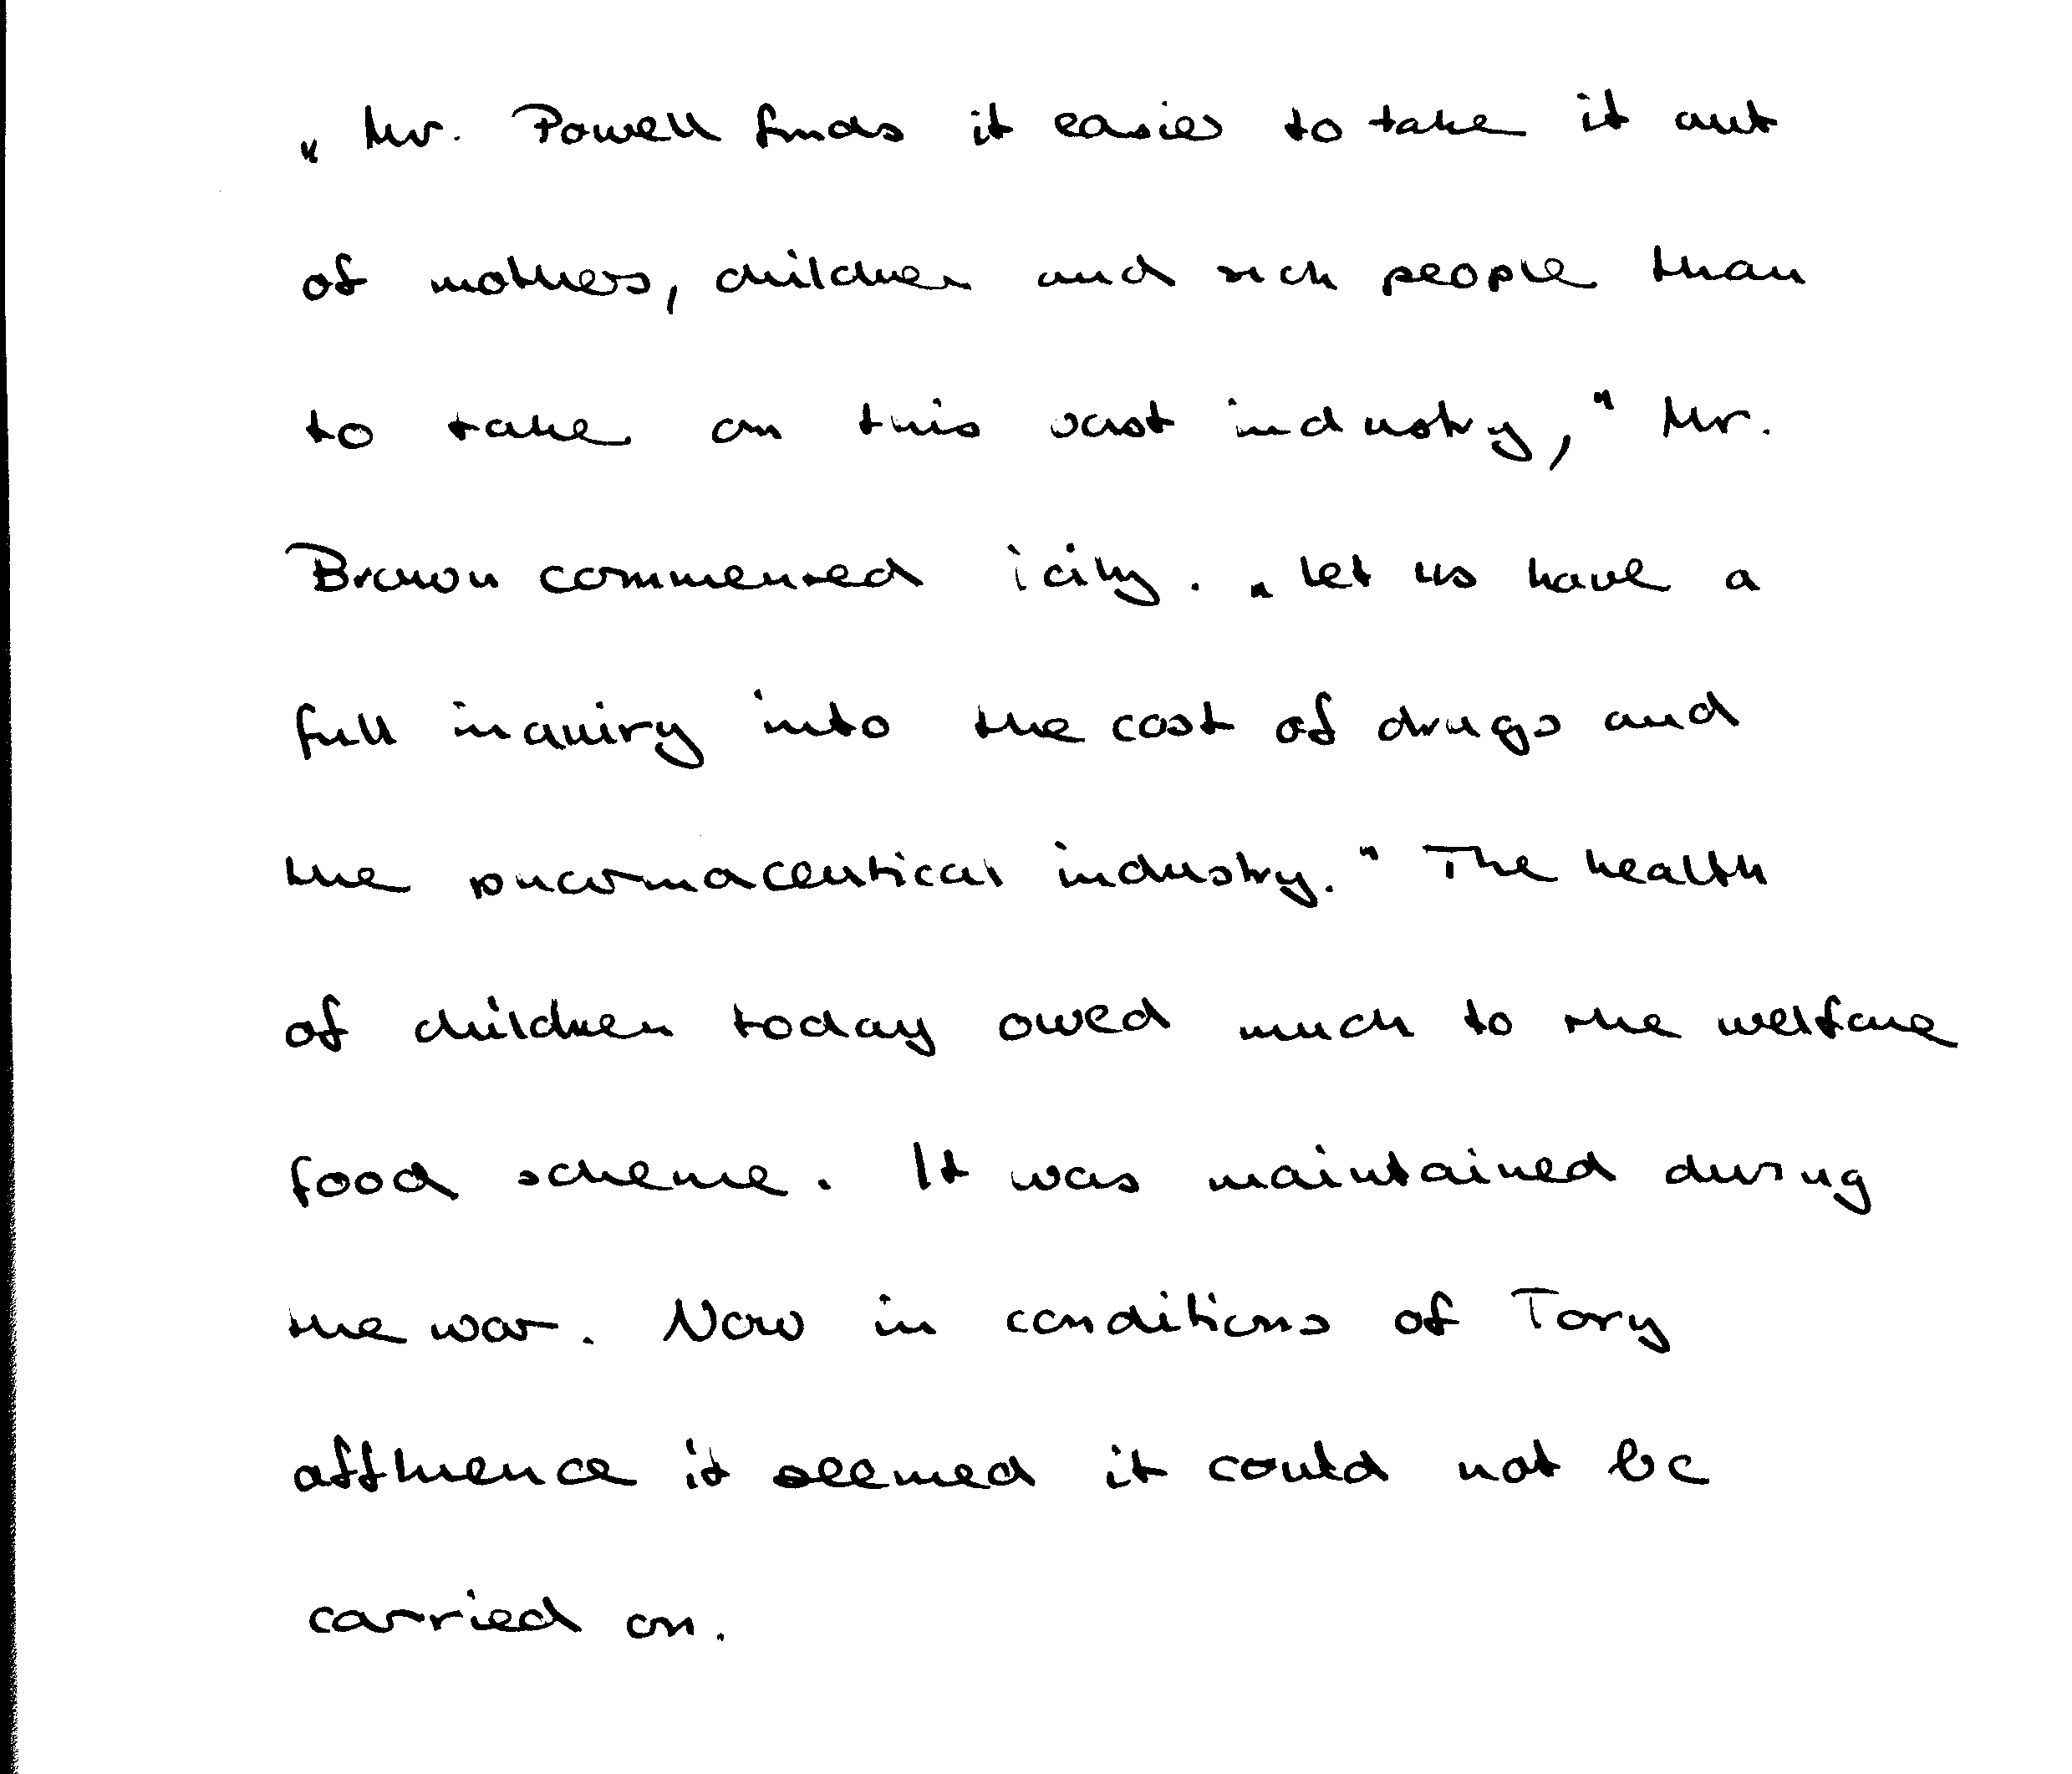 „Mr. Powell finds it easier to take it out
of mothers, children and sick people than
to take on this vast industry," Mr.
Brown commented icily. „Let us have a
full inquiry into the cost of drugs and
the pharmaceutical industry." The health
of children today owed much to the welfare
food scheme. It was maintained during
the war. Now in conditions of Tory
affluence it seemed it could not be
carried on.